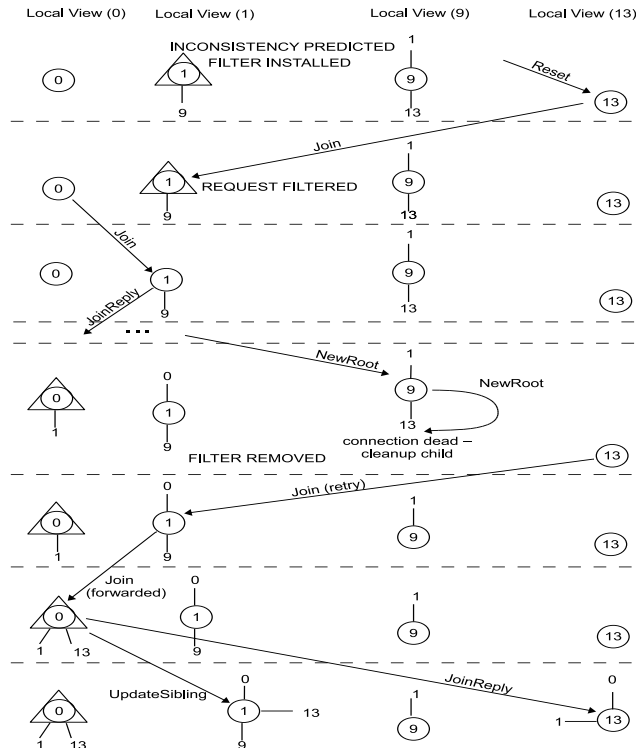 Local View (0) Local View (1) Local View (9) Local View (13)
INCONSISTENCY PREDICTED
FILTER INSTALLED
0 1 9 1 9 13 Reset 13
Join
0 1 9 REQUEST FILTERED 1 9 13 13
Join
0 1 9 1 9 13 13
JoinReply
...
NewRoot
0 1 0 1 9 1 9 13 NewRoot
connection dead –
cleanup child
FILTER REMOVED 13
Join (retry)
0 1 0 1 9 1 9 13
Join
(forwarded)
0 1 13 0 1 9 1 9 13
UpdateSibling JoinReply
0 1 13 0 1 13 9 1 9 0 1 13